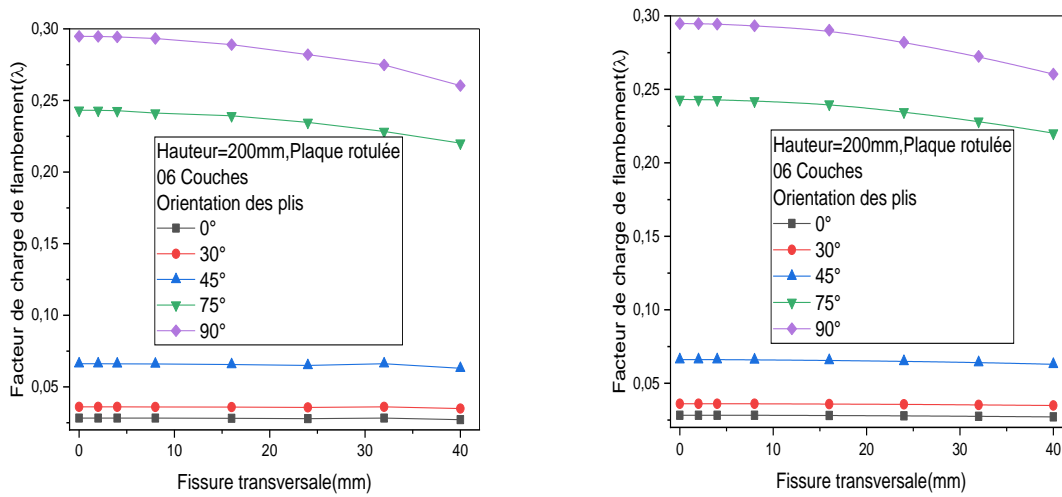 Facteur de charge de flambement(λ)
0,30
0,25
0,20
0,15
0,10
0,05
Hauteur=200mm,Plaque rotulée
06 Couches
Orientation des plis
0°
30°
45°
75°
90°
0 10 20 30 40
Fissure transversale(mm)
Facteur de charge de flambement(λ)
0,30
0,25
0,20
0,15
0,10
0,05
Hauteur=200mm,Plaque rotulée
06 Couches
Orientation des plis
0°
30°
45°
75°
90°
0 10 20 30 40
Fissure transversale(mm)